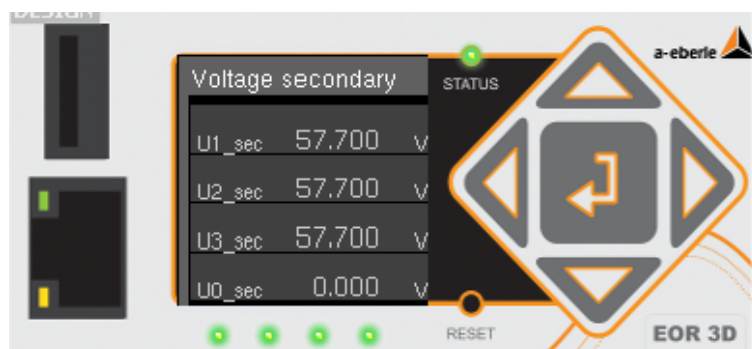 DESIGN
a-eberle
Voltage secondary
STATUS
U1_sec 57.700 V
U2_sec 57.700 V
U3_sec 57.700 V
U0_sec 0.000 V
RESET
EOR 3D